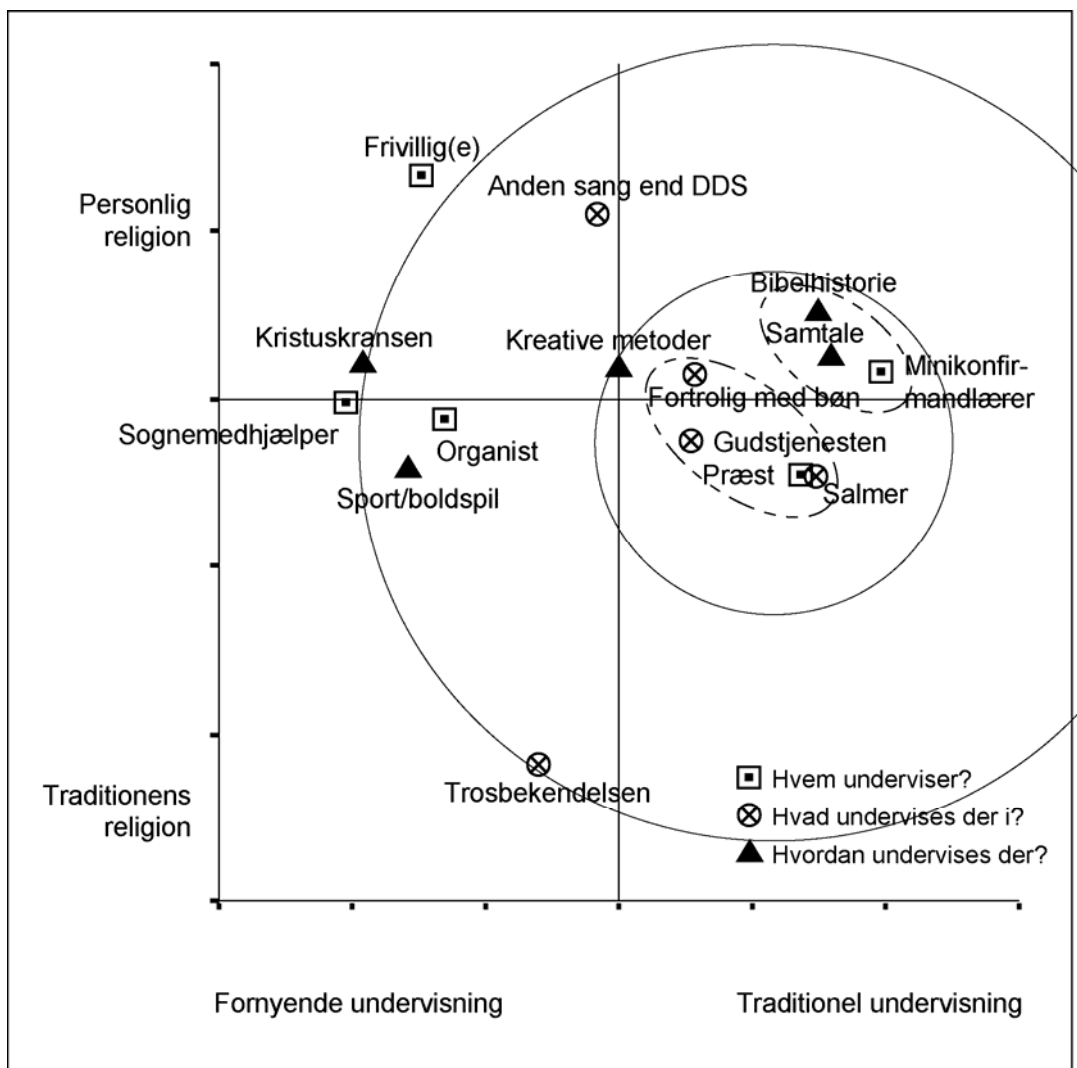 Frivillig(e)
Anden sang end DDS
Personlig
religion
Bibelhistorie
Kristuskransen
Kreative metoder
Samtale
Minikonfir-
mandlærer
Fortrolig med bøn
Sognemedhjælper
Organist
Gudstjenesten
Præst
Salmer
Sport/boldspil
Traditionens
religion
Trosbekendelsen
Hvem underviser?
Hvad undervises der i?
Hvordan undervises der?
Fornyende undervisning
Traditionel undervisning